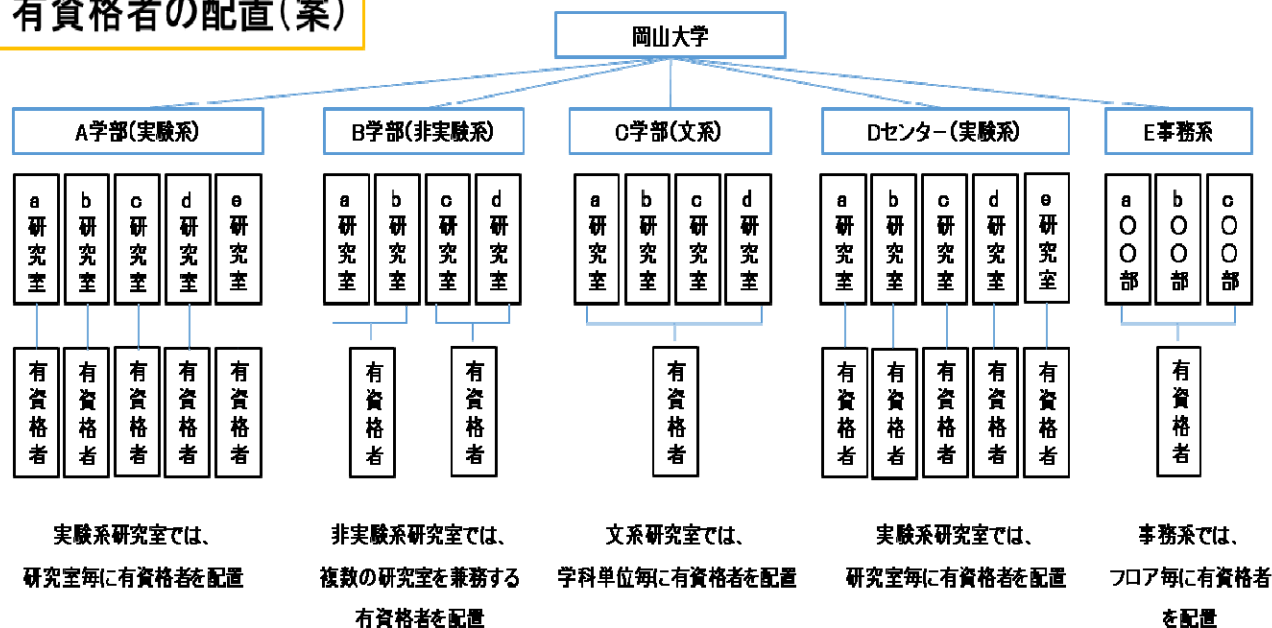 有資格者の配置(案)
岡山大学
A学部(実験系)
B学部(非実験系)
C学部(文系)
Dセンター(実験系)
E事務系
a研究室
b研究室
c研究室
d研究室
e研究室
a研究室
b研究室
c研究室
d研究室
a研究室
b研究室
c研究室
d研究室
a研究室
b研究室
c研究室
d研究室
e研究室
a〇〇部
b〇〇部
c〇〇部
有資格者
有資格者
有資格者
有資格者
有資格者
有資格者
有資格者
有資格者
有資格者
有資格者
有資格者
有資格者
有資格者
有資格者
実験系研究室では、
研究室毎に有資格者を配置
非実験系研究室では、
複数の研究室を兼務する
有資格者を配置
文系研究室では、
学科単位毎に有資格者を配置
実験系研究室では、
研究室毎に有資格者を配置
事務系では、
フロア毎に有資格者
を配置